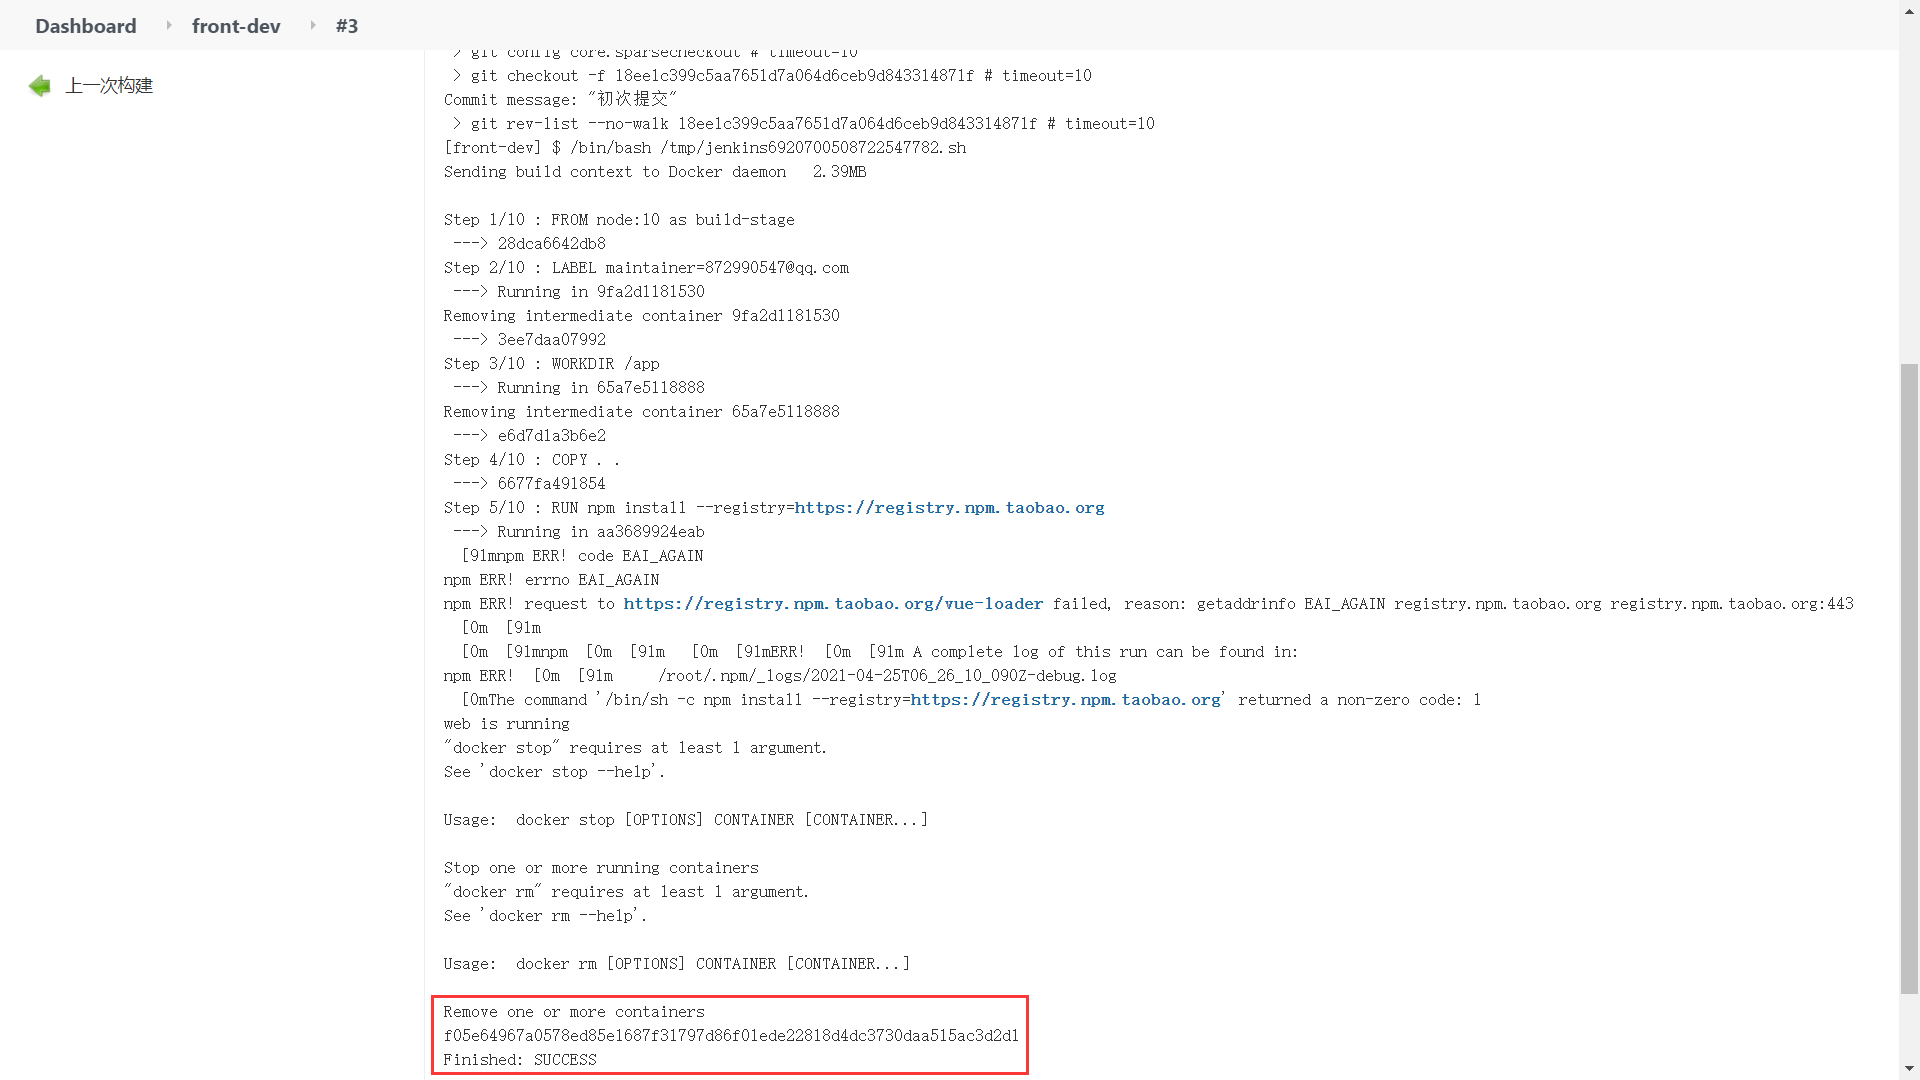 Dashboard front-dev #3
上一次构建
> git config core.sparsecheckout # timeout=10
> git checkout -f 18ee1c399c5aa7651d7a064d6ceb9d843314871f # timeout=10
Commit message: "初次提交"
> git rev-list --no-walk 18ee1c399c5aa7651d7a064d6ceb9d843314871f # timeout=10
[front-dev] $ /bin/bash /tmp/jenkins6920700508722547782.sh
Sending build context to Docker daemon 2.39MB
Step 1/10 : FROM node:10 as build-stage
---> 28dca6642db8
Step 2/10 : LABEL maintainer=872990547@qq.com
---> Running in 9fa2d1181530
Removing intermediate container 9fa2d1181530
---> 3ee7daa07992
Step 3/10 : WORKDIR /app
---> Running in 65a7e5118888
Removing intermediate container 65a7e5118888
---> e6d7d1a3b6e2
Step 4/10 : COPY . .
---> 6677fa491854
Step 5/10 : RUN npm install --registry=https://registry.npm.taobao.org
---> Running in aa3689924eab
[91mnpm ERR! code EAI_AGAIN
npm ERR! errno EAI_AGAIN
npm ERR! request to https://registry.npm.taobao.org/vue-loader failed, reason: getaddrinfo EAI_AGAIN registry.npm.taobao.org registry.npm.taobao.org:443
[0m [91m
[0m [91mnpm [0m [91m [0m [91mERR! [0m [91m A complete log of this run can be found in:
npm ERR! [0m [91m /root/.npm/_logs/2021-04-25T06_26_10_090Z-debug.log
[0mThe command '/bin/sh -c npm install --registry=https://registry.npm.taobao.org' returned a non-zero code: 1
web is running
"docker stop" requires at least 1 argument.
See 'docker stop --help'.
Usage: docker stop [OPTIONS] CONTAINER [CONTAINER...]
Stop one or more running containers
"docker rm" requires at least 1 argument.
See 'docker rm --help'.
Usage: docker rm [OPTIONS] CONTAINER [CONTAINER...]
Remove one or more containers
f05e64967a0578ed85e1687f31797d86f01ede22818d4dc3730daa515ac3d2d1
Finished: SUCCESS